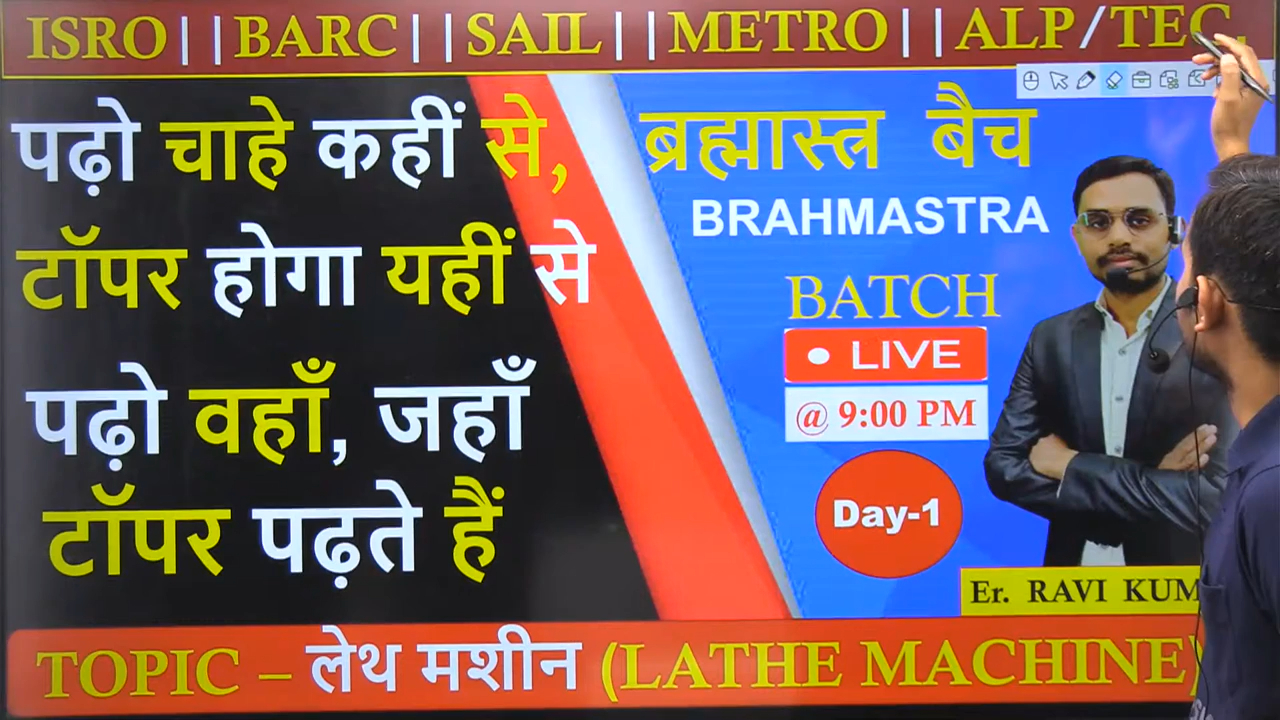 ISRO||BARC||SAIL||METRO||ALP/TEC.
पढ़ो चाहे कहीं से,
टॉपर होगा यहीं से
पढ़ो वहाँ, जहाँ
टॉपर पढ़ते हैं
ब्रह्मास्त्र बैच
BRAHMASTRA
BATCH
LIVE
@ 9:00 PM
Day-1
Er. RAVI KUM
TOPIC – लेथ मशीन (LATHE MACHINE)